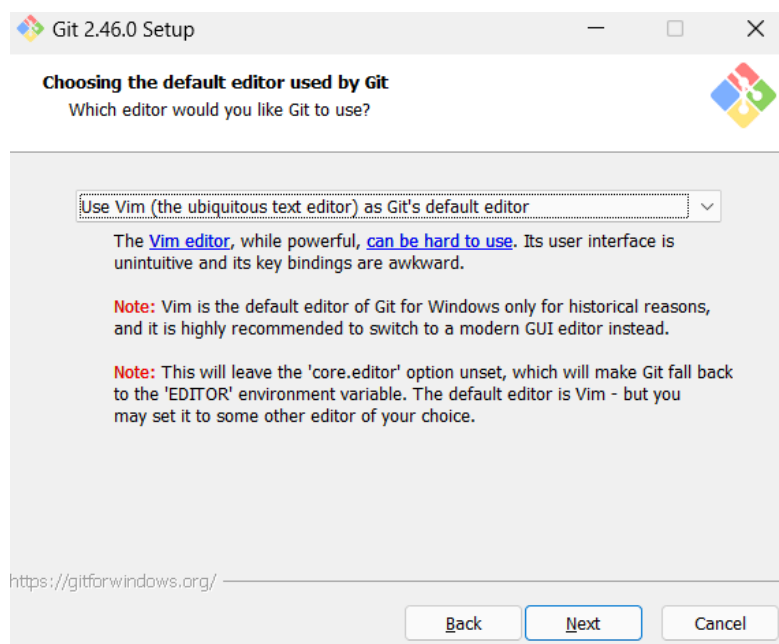 Git 2.46.0 Setup
Choosing the default editor used by Git
Which editor would you like Git to use?
Use Vim (the ubiquitous text editor) as Git's default editor
The Vim editor, while powerful, can be hard to use. Its user interface is
unintuitive and its key bindings are awkward.
Note: Vim is the default editor of Git for Windows only for historical reasons,
and it is highly recommended to switch to a modern GUI editor instead.
Note: This will leave the 'core.editor' option unset, which will make Git fall back
to the 'EDITOR' environment variable. The default editor is Vim - but you
may set it to some other editor of your choice.
https://gitforwindows.org/
Back Next Cancel